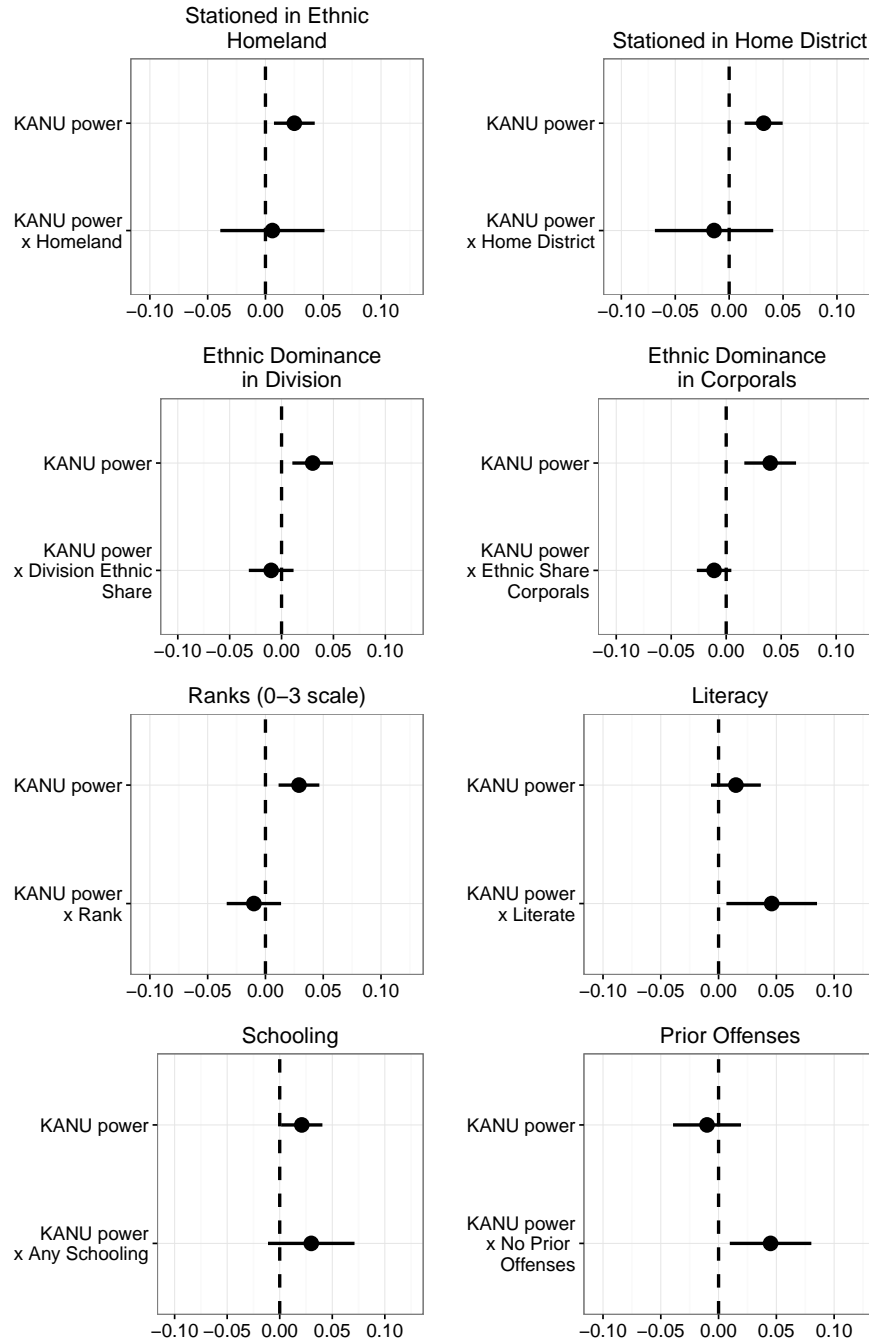 Stationed in Ethnic
Homeland
KANU power
KANU power
x Homeland
−0.10 −0.05 0.00 0.05 0.10
Stationed in Home District
KANU power
KANU power
x Home District
−0.10 −0.05 0.00 0.05 0.10
Ethnic Dominance
in Division
KANU power
KANU power
x Division Ethnic
Share
−0.10 −0.05 0.00 0.05 0.10
Ethnic Dominance
in Corporals
KANU power
KANU power
x Ethnic Share
Corporals
−0.10 −0.05 0.00 0.05 0.10
Ranks (0−3 scale)
KANU power
KANU power
x Rank
−0.10 −0.05 0.00 0.05 0.10
Literacy
KANU power
KANU power
x Literate
−0.10 −0.05 0.00 0.05 0.10
Schooling
KANU power
KANU power
x Any Schooling
−0.10 −0.05 0.00 0.05 0.10
Prior Offenses
KANU power
KANU power
x No Prior
Offenses
−0.10 −0.05 0.00 0.05 0.10